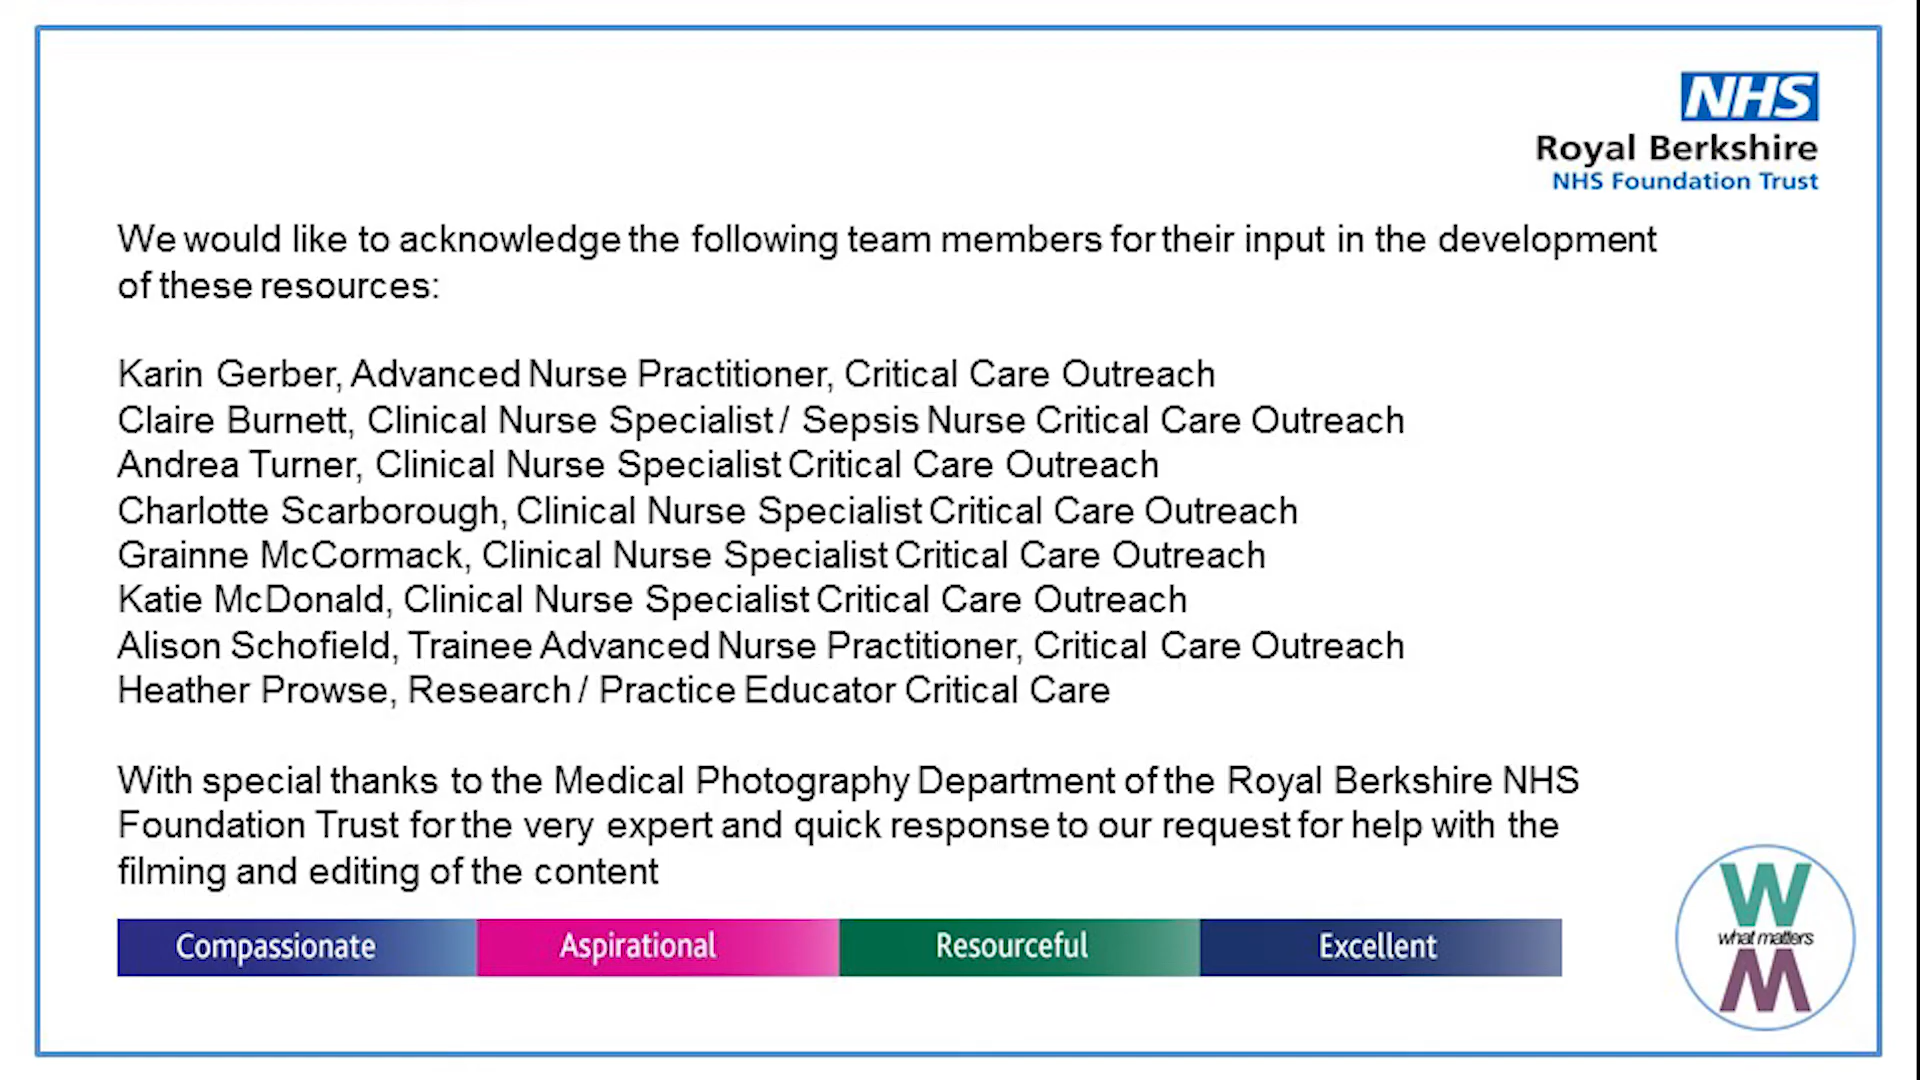 NHS
Royal Berkshire
NHS Foundation Trust
We would like to acknowledge the following team members for their input in the development
of these resources:
Karin Gerber, Advanced Nurse Practitioner, Critical Care Outreach
Claire Burnett, Clinical Nurse Specialist / Sepsis Nurse Critical Care Outreach
Andrea Turner, Clinical Nurse Specialist Critical Care Outreach
Charlotte Scarborough, Clinical Nurse Specialist Critical Care Outreach
Grainne McCormack, Clinical Nurse Specialist Critical Care Outreach
Katie McDonald, Clinical Nurse Specialist Critical Care Outreach
Alison Schofield, Trainee Advanced Nurse Practitioner, Critical Care Outreach
Heather Prowse, Research / Practice Educator Critical Care
With special thanks to the Medical Photography Department of the Royal Berkshire NHS
Foundation Trust for the very expert and quick response to our request for help with the
filming and editing of the content
Compassionate Aspirational Resourceful Excellent
W
what matters
M